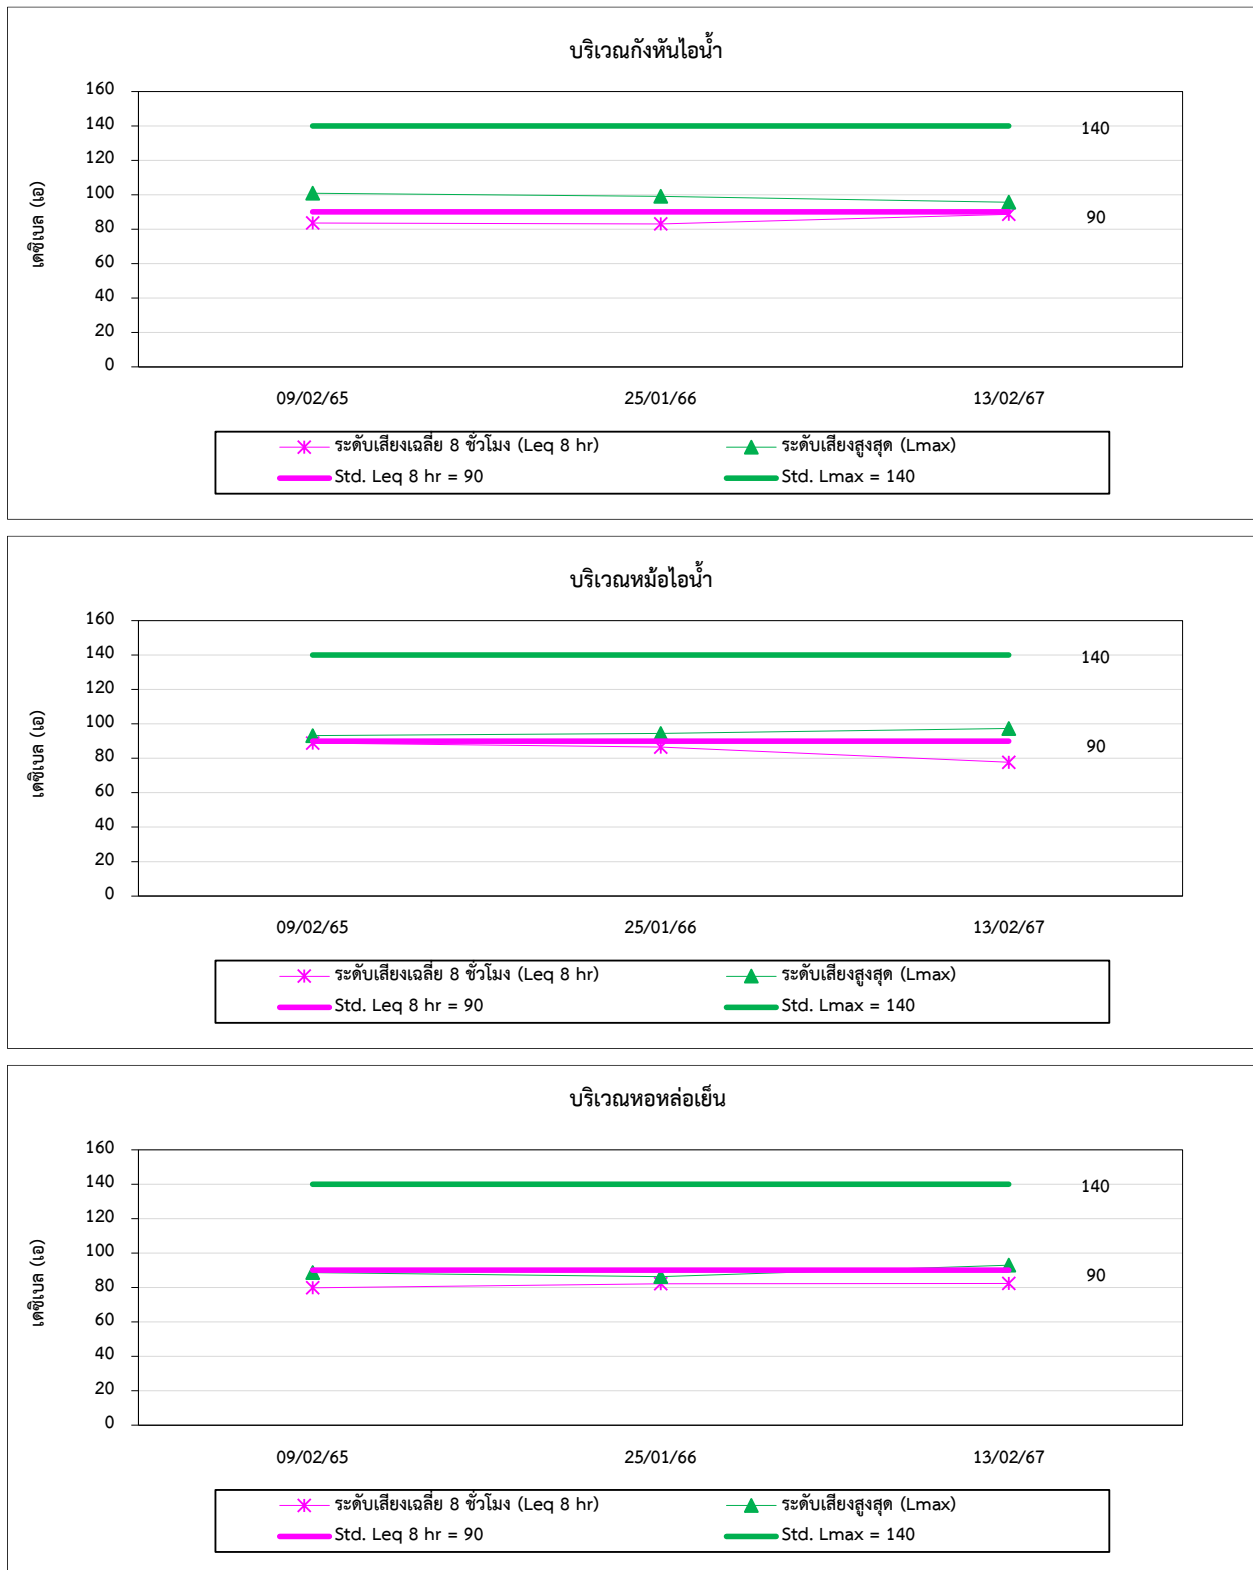 บริเวณกังหันไอน้ำ
160
140
120
100
80
60
40
20
0
เดซิเบล (เอ)
140
90
09/02/65 25/01/66 13/02/67
ระดับเสียงเฉลี่ย 8 ชั่วโมง (Leq 8 hr) ระดับเสียงสูงสุด (Lmax)
Std. Leq 8 hr = 90 Std. Lmax = 140
บริเวณหม้อไอน้ำ
160
140
120
100
80
60
40
20
0
เดซิเบล (เอ)
140
90
09/02/65 25/01/66 13/02/67
ระดับเสียงเฉลี่ย 8 ชั่วโมง (Leq 8 hr) ระดับเสียงสูงสุด (Lmax)
Std. Leq 8 hr = 90 Std. Lmax = 140
บริเวณหอหล่อเย็น
160
140
120
100
80
60
40
20
0
เดซิเบล (เอ)
140
90
09/02/65 25/01/66 13/02/67
ระดับเสียงเฉลี่ย 8 ชั่วโมง (Leq 8 hr) ระดับเสียงสูงสุด (Lmax)
Std. Leq 8 hr = 90 Std. Lmax = 140